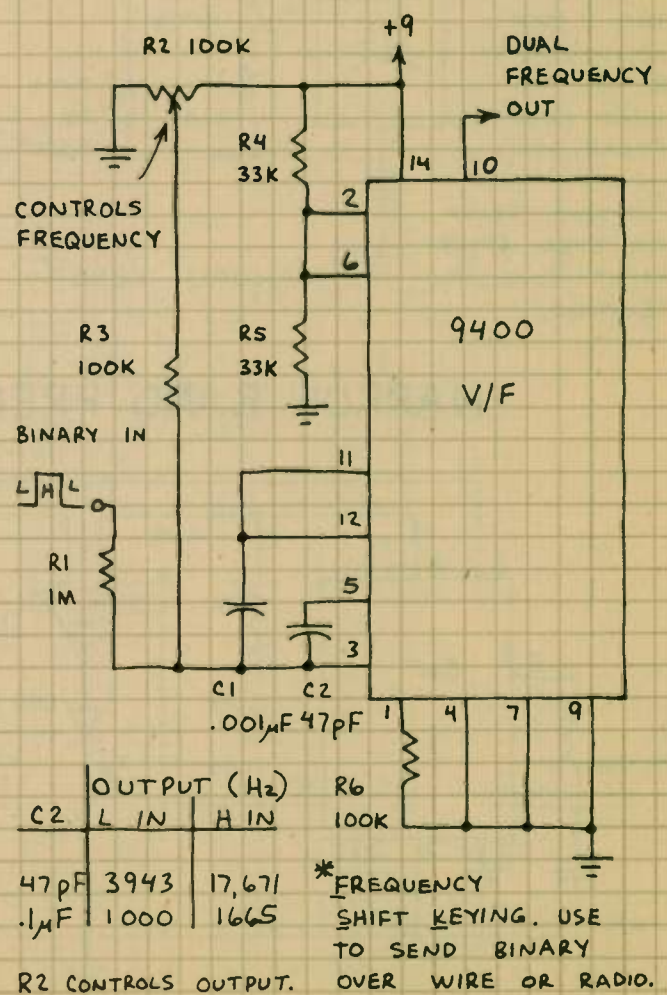 R2 100K
+9
DUAL
FREQUENCY
OUT
R4
33K
14 10
CONTROLS
FREQUENCY
2
6
R3
100K
R5
33K
9400
V/F
BINARY IN
L H L
11
12
R1
1M
5
3
C1 C2
.001µF 47pF
1 4 7 9
OUTPUT (Hz)
C2 L IN H IN
47pF 3943 17,671
.1µF 1000 1665
R6
100K
*FREQUENCY
SHIFT KEYING. USE
TO SEND BINARY
OVER WIRE OR RADIO.
R2 CONTROLS OUTPUT.